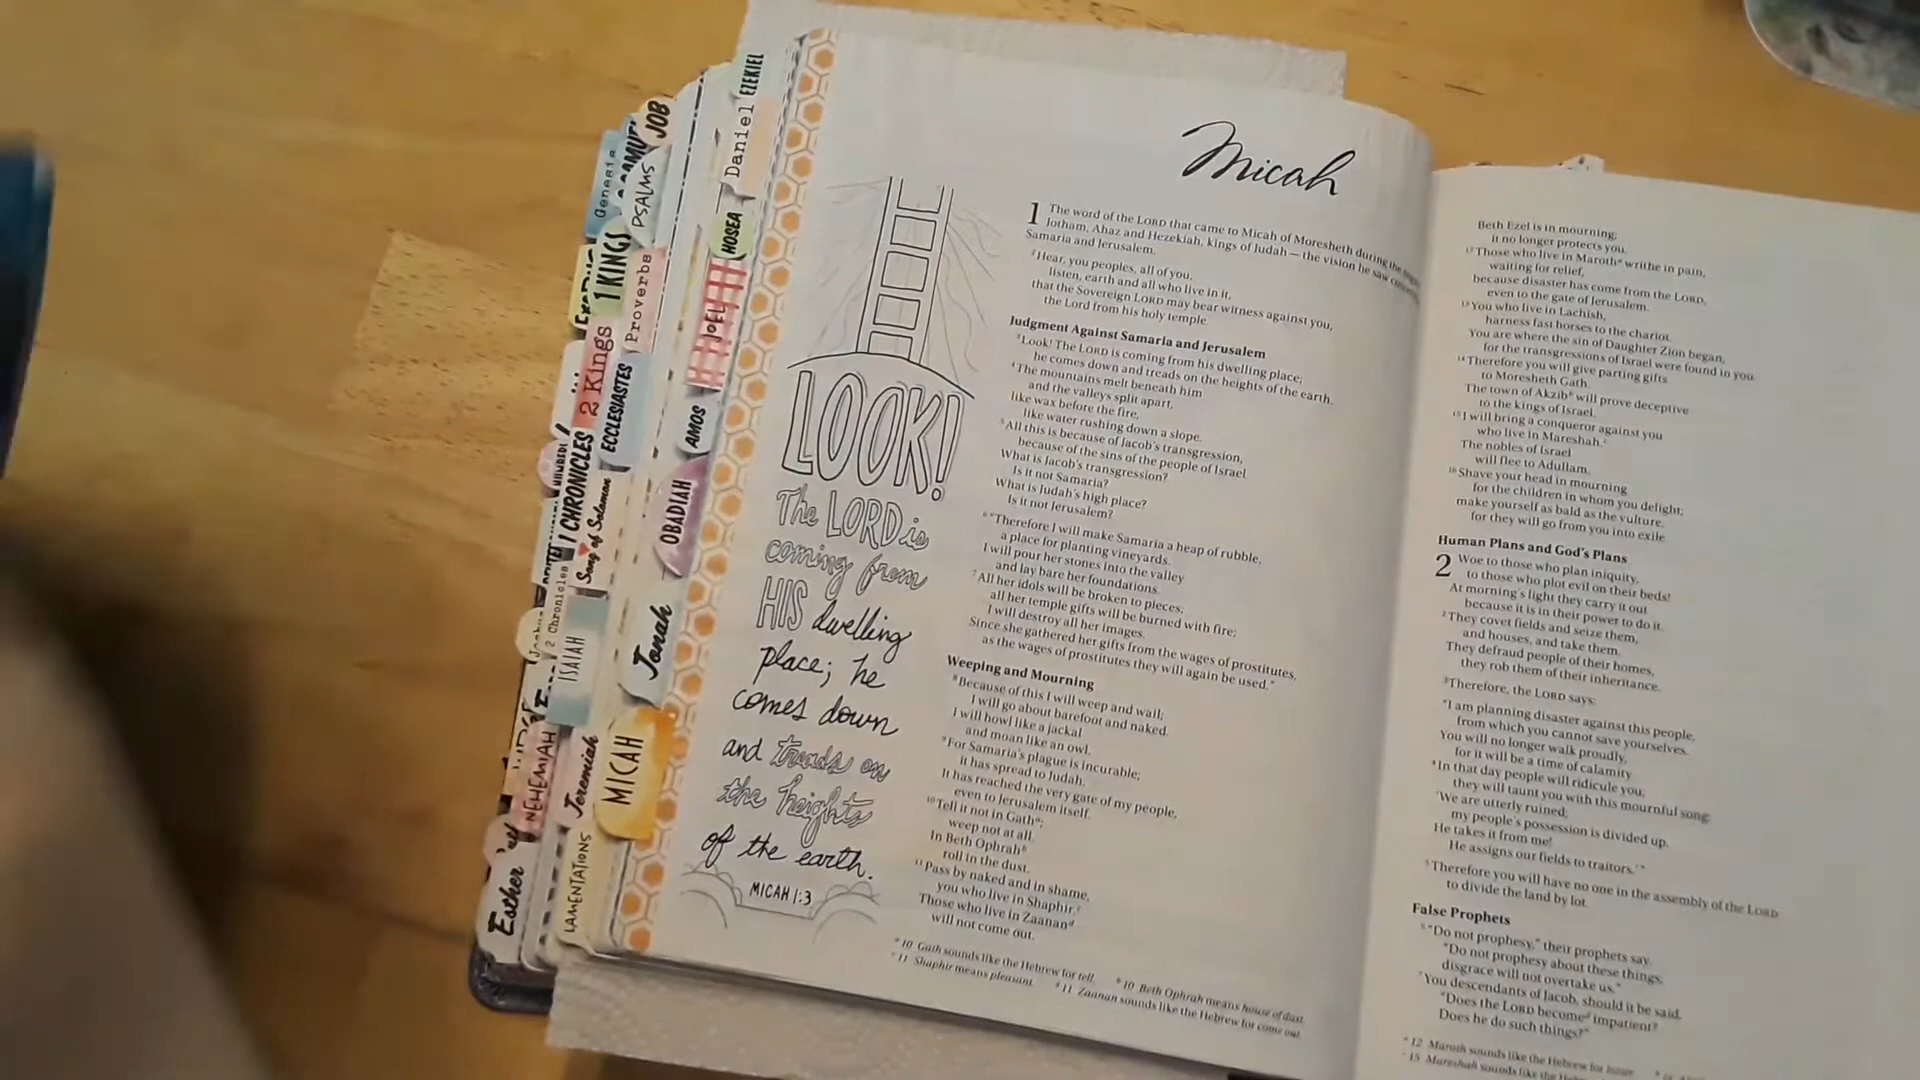 EZEKIEL
Daniel
HOSEA
JOEL
AMOS
OBADIAH
Jonah
MICAH
JOB
PSALMS
Proverbs
ECCLESIASTES
Song of Solomon
ISAIAH
Jeremiah
LAMENTATIONS
Genesis
1 KINGS
2 Kings
1 CHRONICLES
2 Chronicles
NEHEMIAH
Esther
LOOK!
The LORD is
coming from
HIS dwelling
place; he
comes down
and treads on
the heights
of the earth.
MICAH 1:3
Micah
1 The word of the LORD that came to Micah of Moresheth during the
Jotham, Ahaz and Hezekiah, kings of Judah — the vision he saw
Samaria and Jerusalem.
2 Hear, you peoples, all of you,
listen, earth and all who live in it,
that the Sovereign LORD may bear witness against you,
the Lord from his holy temple.
Judgment Against Samaria and Jerusalem
3 Look! The LORD is coming from his dwelling place;
he comes down and treads on the heights of the earth.
4 The mountains melt beneath him
and the valleys split apart,
like wax before the fire,
like water rushing down a slope.
5 All this is because of Jacob's transgression,
because of the sins of the people of Israel
What is Jacob's transgression?
Is it not Samaria?
What is Judah's high place?
Is it not Jerusalem?
6 "Therefore I will make Samaria a heap of rubble,
a place for planting vineyards.
I will pour her stones into the valley
and lay bare her foundations.
7 All her idols will be broken to pieces;
all her temple gifts will be burned with fire;
I will destroy all her images.
Since she gathered her gifts from the wages of prostitutes,
as the wages of prostitutes they will again be used."
Weeping and Mourning
8 Because of this I will weep and wail;
I will go about barefoot and naked.
I will howl like a jackal
and moan like an owl.
9 For Samaria's plague is incurable;
it has spread to Judah.
It has reached the very gate of my people,
even to Jerusalem itself.
10 Tell it not in Gath a;
weep not at all.
In Beth Ophrah b
roll in the dust.
11 Pass by naked and in shame,
you who live in Shaphir. c
Those who live in Zaanan d
will not come out.
a 10 Gath sounds like the Hebrew for tell. b 10 Beth Ophrah means house of dust.
c 11 Shaphir means pleasant. d 11 Zaanan sounds like the Hebrew for come out.
Beth Ezel is in mourning;
it no longer protects you.
12 Those who live in Maroth writhe in pain,
waiting for relief,
because disaster has come from the LORD,
even to the gate of Jerusalem.
13 You who live in Lachish,
harness fast horses to the chariot.
You are where the sin of Daughter Zion began,
for the transgressions of Israel were found in you.
14 Therefore you will give parting gifts
to Moresheth Gath.
The town of Akzib will prove deceptive
to the kings of Israel.
15 I will bring a conqueror against you
who live in Mareshah.
The nobles of Israel
will flee to Adullam.
16 Shave your head in mourning
for the children in whom you delight;
make yourself as bald as the vulture,
for they will go from you into exile
Human Plans and God's Plans
2 Woe to those who plan iniquity,
to those who plot evil on their beds!
At morning's light they carry it out
because it is in their power to do it.
2 They covet fields and seize them,
and houses, and take them.
They defraud people of their homes,
they rob them of their inheritance.
3 Therefore, the LORD says:
"I am planning disaster against this people,
from which you cannot save yourselves.
You will no longer walk proudly,
for it will be a time of calamity
4 In that day people will ridicule you;
they will taunt you with this mournful song:
'We are utterly ruined;
my people's possession is divided up.
He takes it from me!
He assigns our fields to traitors.' "
5 Therefore you will have no one in the assembly of the LORD
to divide the land by lot.
False Prophets
6 "Do not prophesy," their prophets say.
"Do not prophesy about these things;
disgrace will not overtake us."
7 You descendants of Jacob, should it be said,
"Does the LORD become impatient?
Does he do such things?"
12 Maroth sounds like the Hebrew for bitter.
15 Mareshah sounds like the Hebrew for